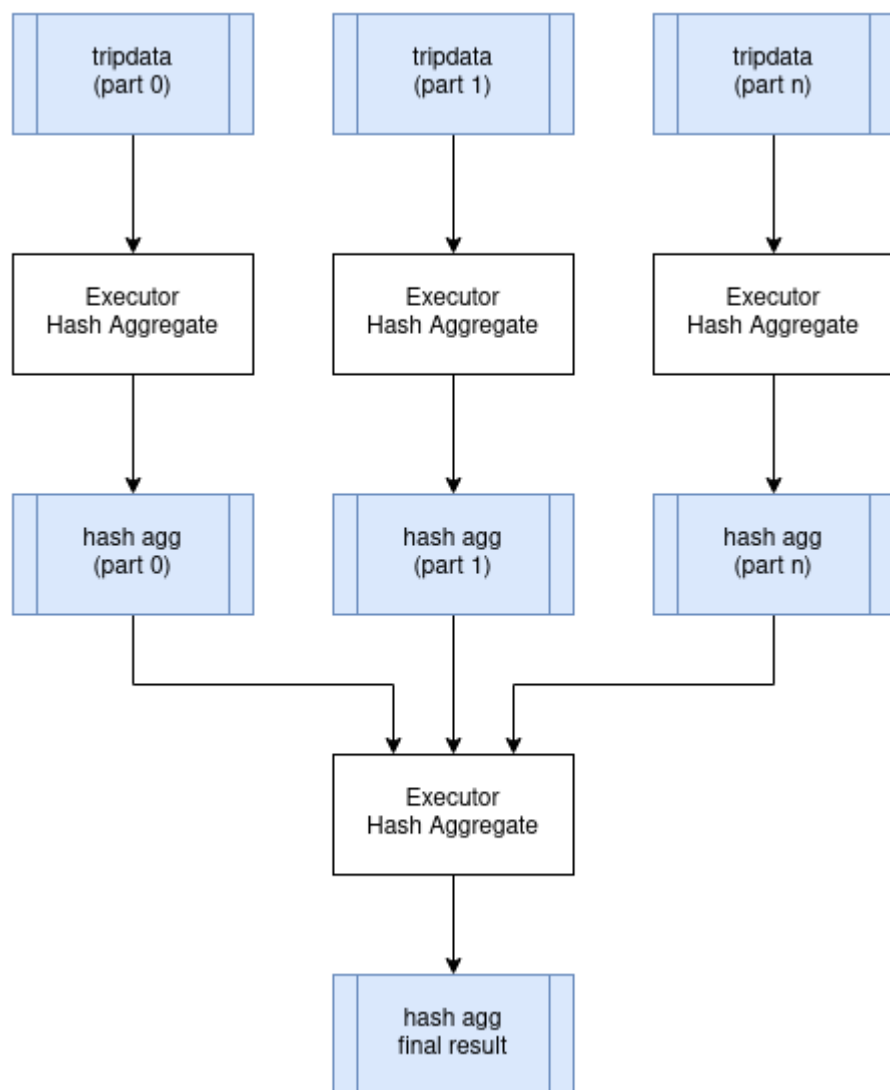 tripdata
(part 0)
tripdata
(part 1)
tripdata
(part n)
Executor
Hash Aggregate
Executor
Hash Aggregate
Executor
Hash Aggregate
hash agg
(part 0)
hash agg
(part 1)
hash agg
(part n)
Executor
Hash Aggregate
hash agg
final result